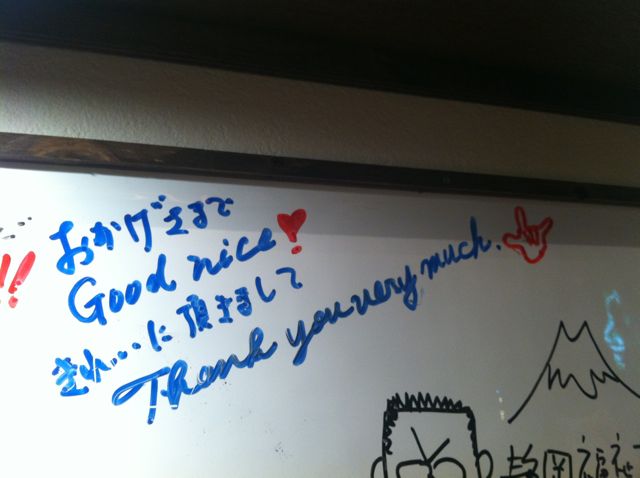 おかげさまで
Good nice
きれ...に頂きまして
Thank you very much.
!!